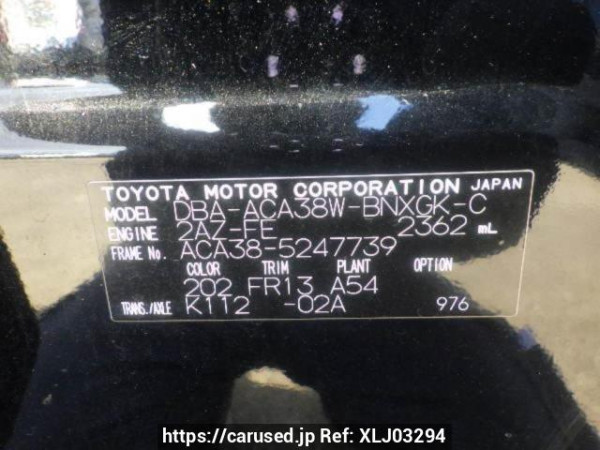 TOYOTA MOTOR CORPORATION JAPAN
MODEL DBA-ACA38W-BNXGK-C
ENGINE 2AZ-FE 2362 mL
FRAME No. ACA38-5247739
COLOR TRIM PLANT OPTION
202 FR13 A54
TRANS./AXLE K112 -02A 976
https://carused.jp Ref: XLJ03294